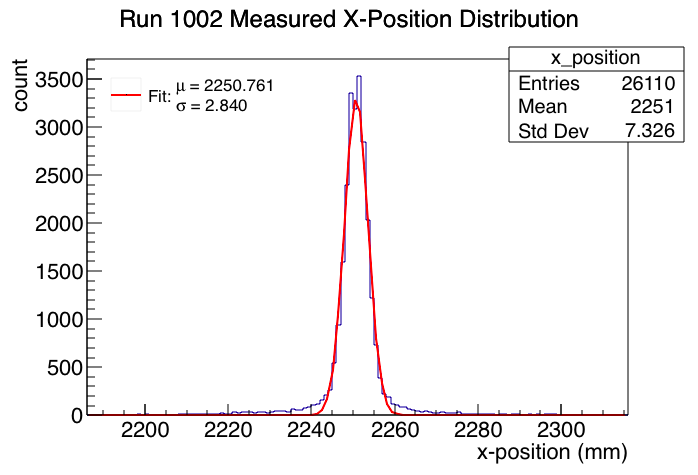 Run 1002 Measured X-Position Distribution
x_position
Entries 26110
Mean 2251
Std Dev 7.326
Fit: μ = 2250.761
σ = 2.840
count
3500
3000
2500
2000
1500
1000
500
0
2200 2220 2240 2260 2280 2300
x-position (mm)